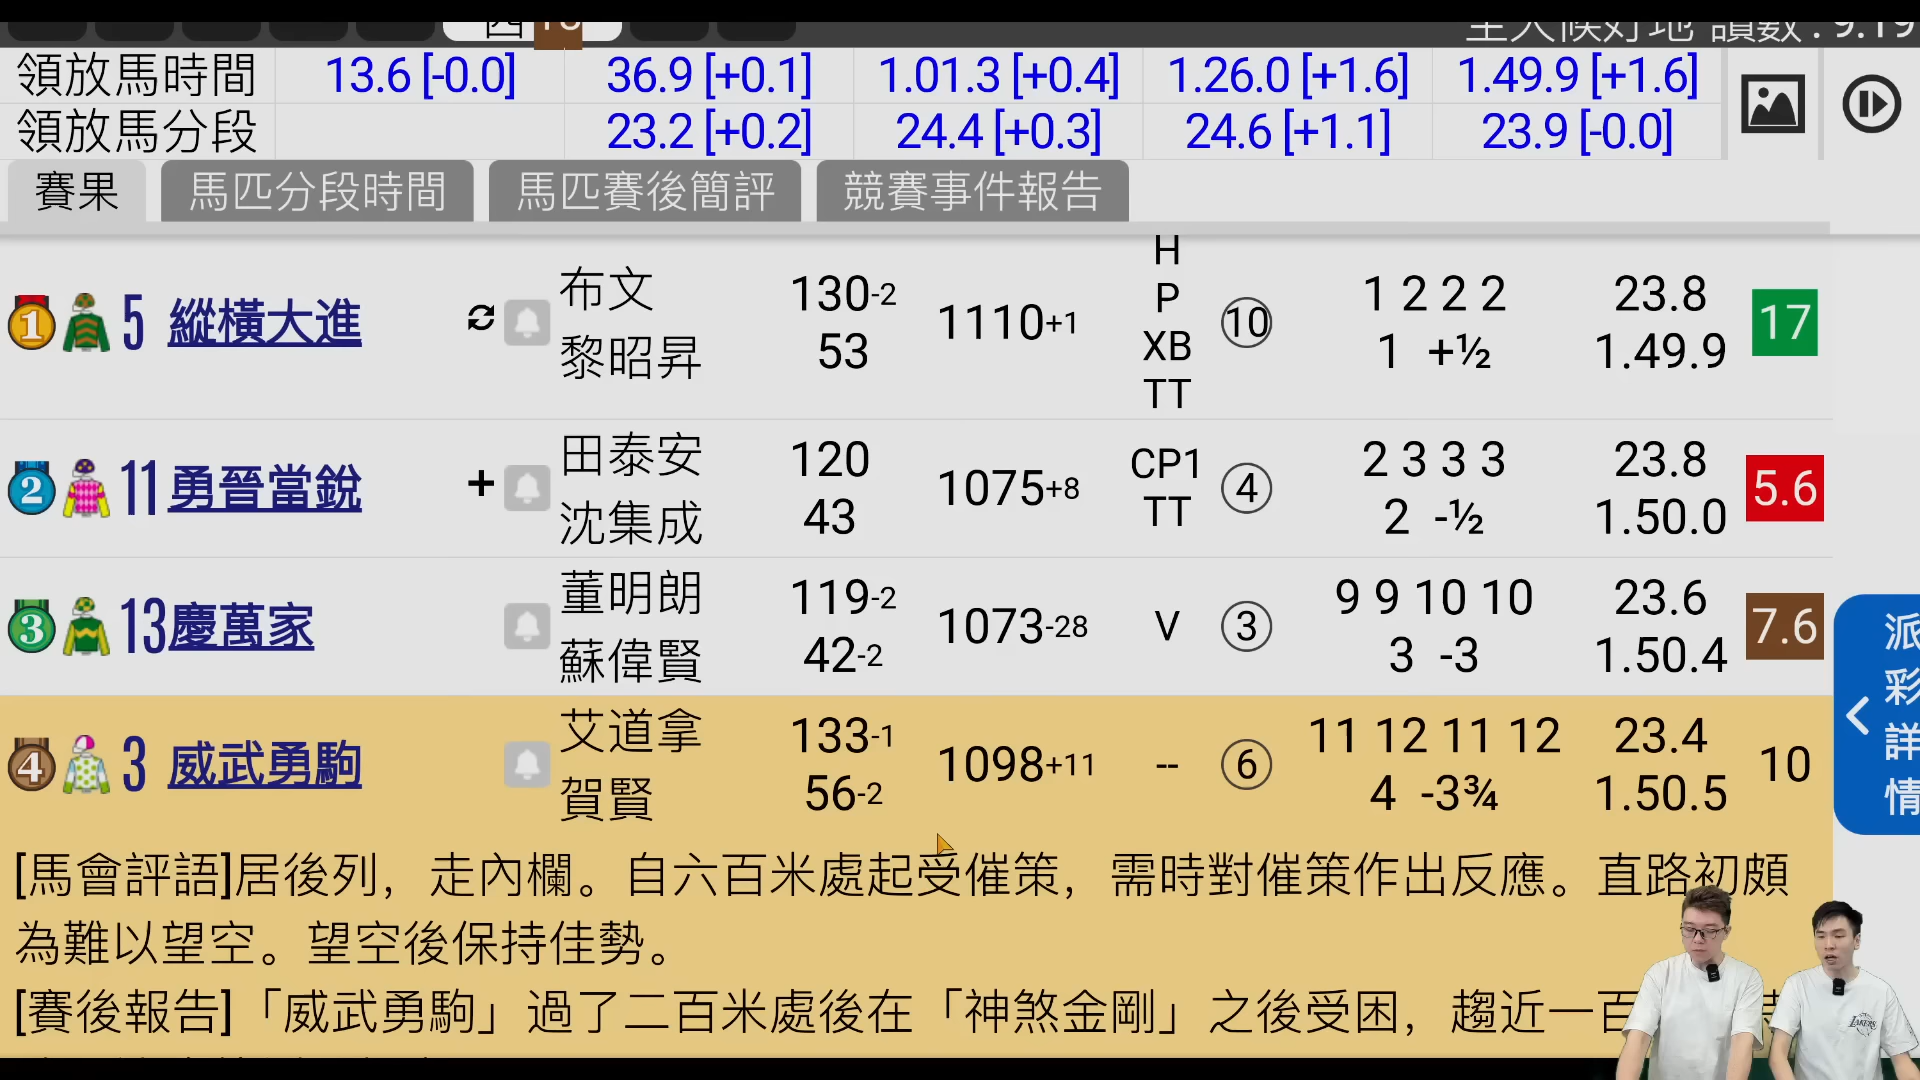 四
領放馬時間 13.6 [-0.0] 36.9 [+0.1] 1.01.3 [+0.4] 1.26.0 [+1.6] 1.49.9 [+1.6]
領放馬分段 23.2 [+0.2] 24.4 [+0.3] 24.6 [+1.1] 23.9 [-0.0]
賽果 馬匹分段時間 馬匹賽後簡評 競賽事件報告
1 5 縱橫大進 布文 黎昭昇 130-2 53 1110+1 H P XB TT 10 1 2 2 2 1 +½ 23.8 1.49.9 17
2 11 勇晉當銳 + 田泰安 沈集成 120 43 1075+8 CP1 TT 4 2 3 3 3 2 -½ 23.8 1.50.0 5.6
3 13 慶萬家 董明朗 蘇偉賢 119-2 42-2 1073-28 V 3 9 9 10 10 3 -3 23.6 1.50.4 7.6
4 3 威武勇駒 艾道拿 賀賢 133-1 56-2 1098+11 -- 6 11 12 11 12 4 -3¾ 23.4 1.50.5 10
派彩詳情
[馬會評語]居後列，走內欄。自六百米處起受催策，需時對催策作出反應。直路初頗
為難以望空。望空後保持佳勢。
[賽後報告]「威武勇駒」過了二百米處後在「神煞金剛」之後受困，趨近一百
LAKERS